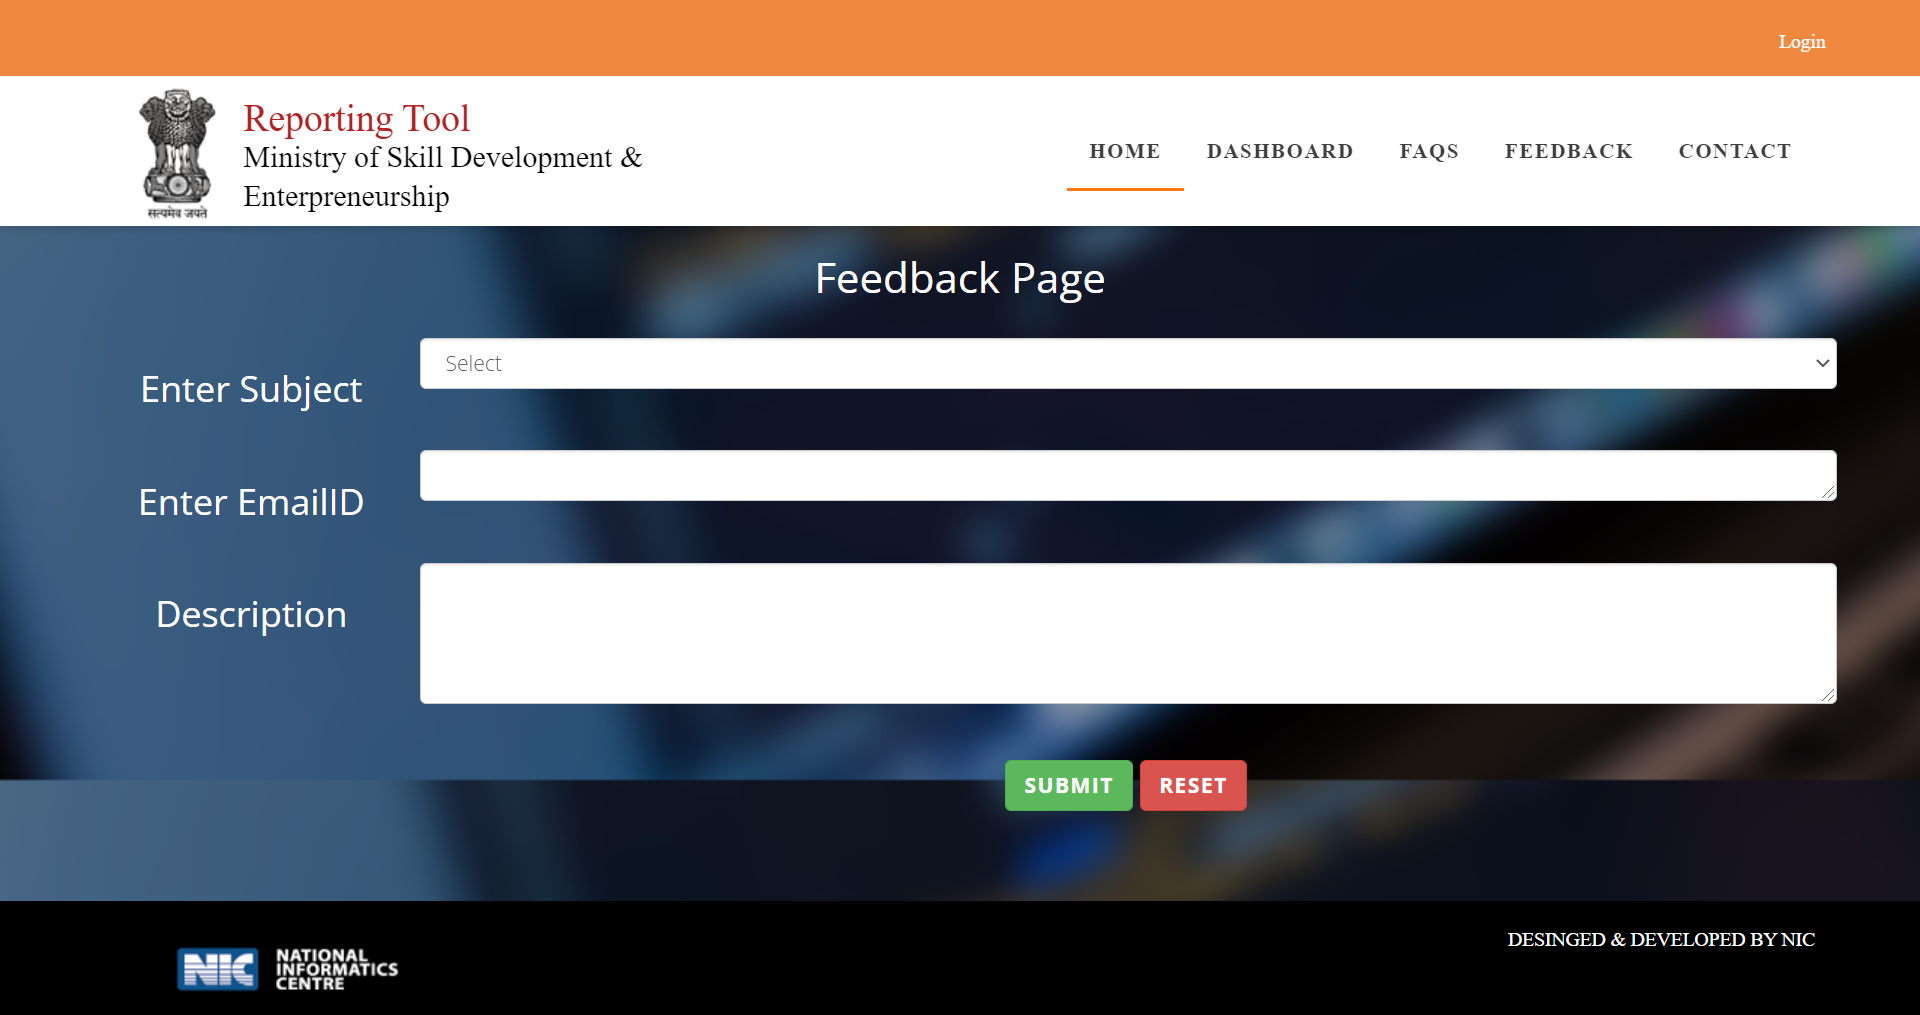 Login
Reporting Tool
Ministry of Skill Development &
Enterpreneurship
सत्यमेव जयते
HOME DASHBOARD FAQS FEEDBACK CONTACT
Feedback Page
Enter Subject
Select
Enter EmailID
Description
SUBMIT RESET
NIC
NATIONAL
INFORMATICS
CENTRE
DESINGED & DEVELOPED BY NIC